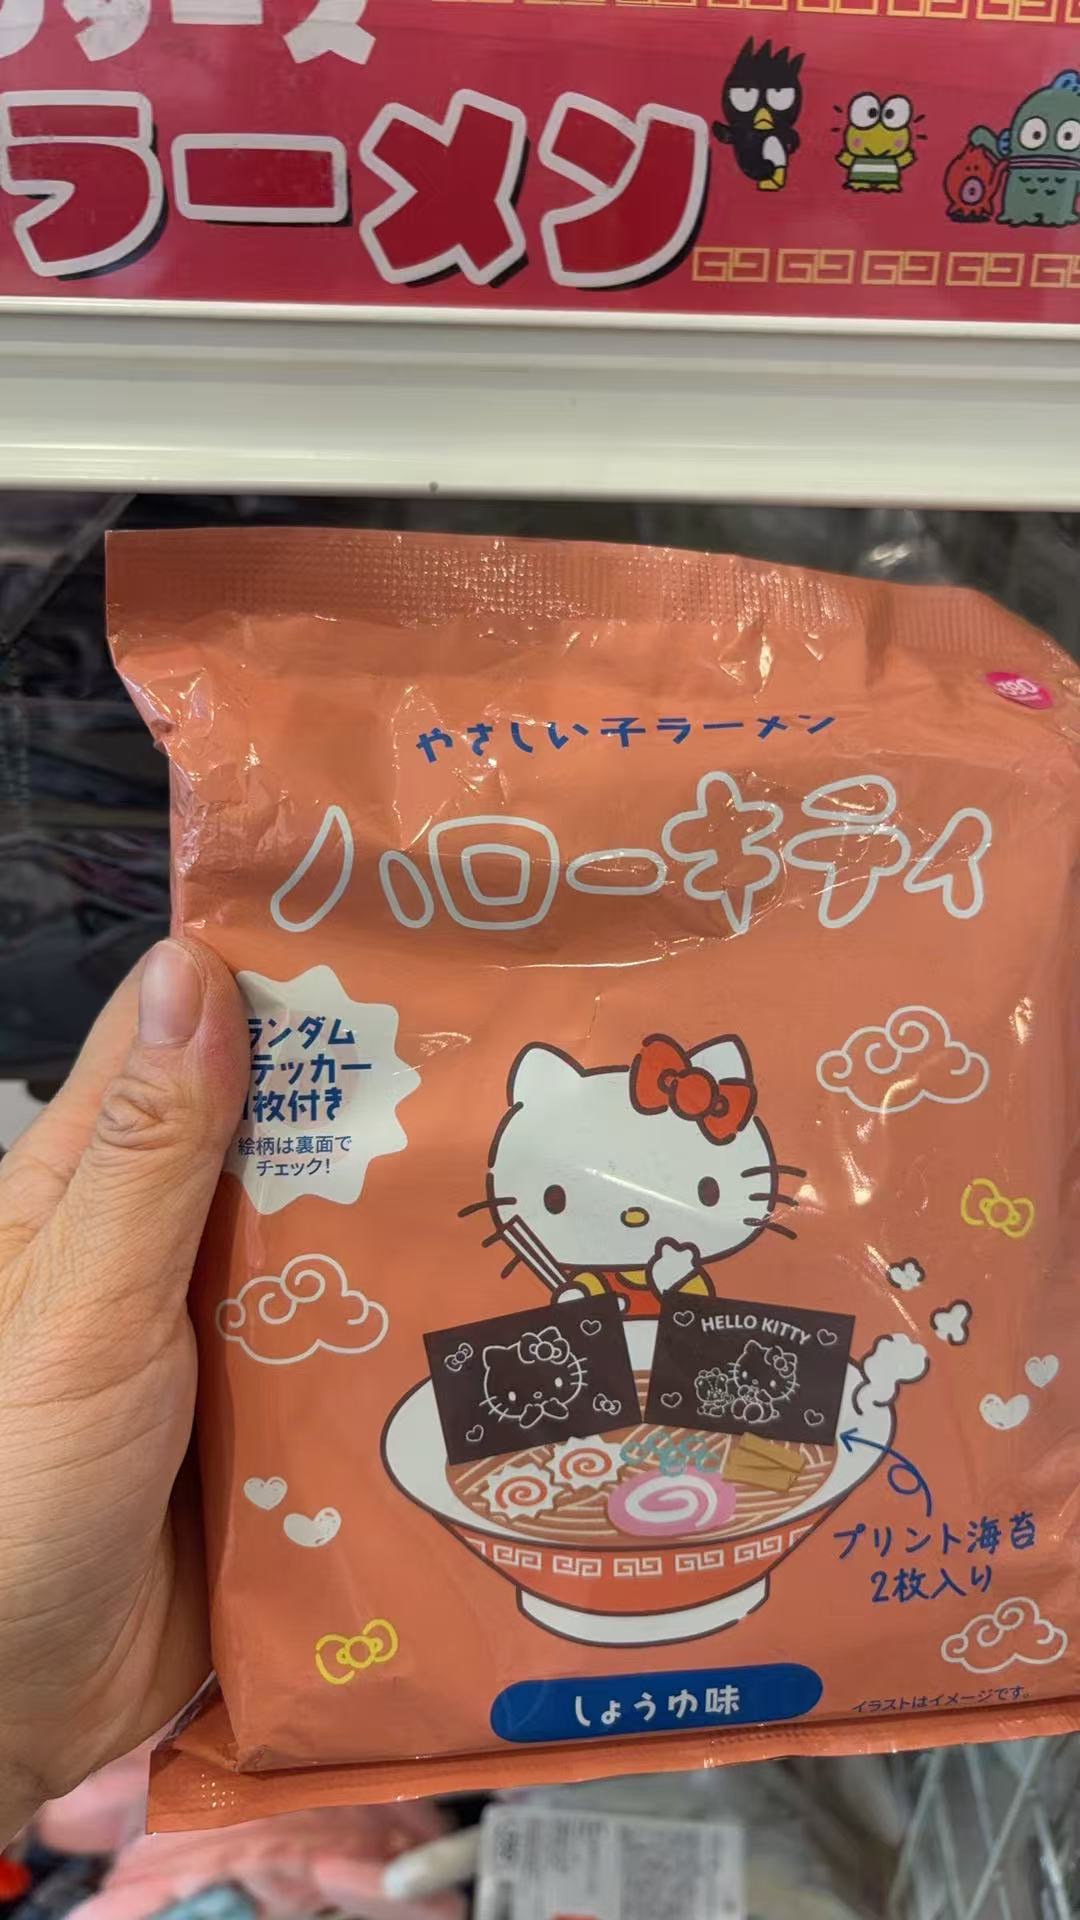 ラーメン
390
やさしい子ラーメン
ハローキティ
ランダム
テッカー
1枚付き
絵柄は裏面で
チェック!
HELLO KITTY
プリント海苔
2枚入り
しょうゆ味
イラストはイメージです。